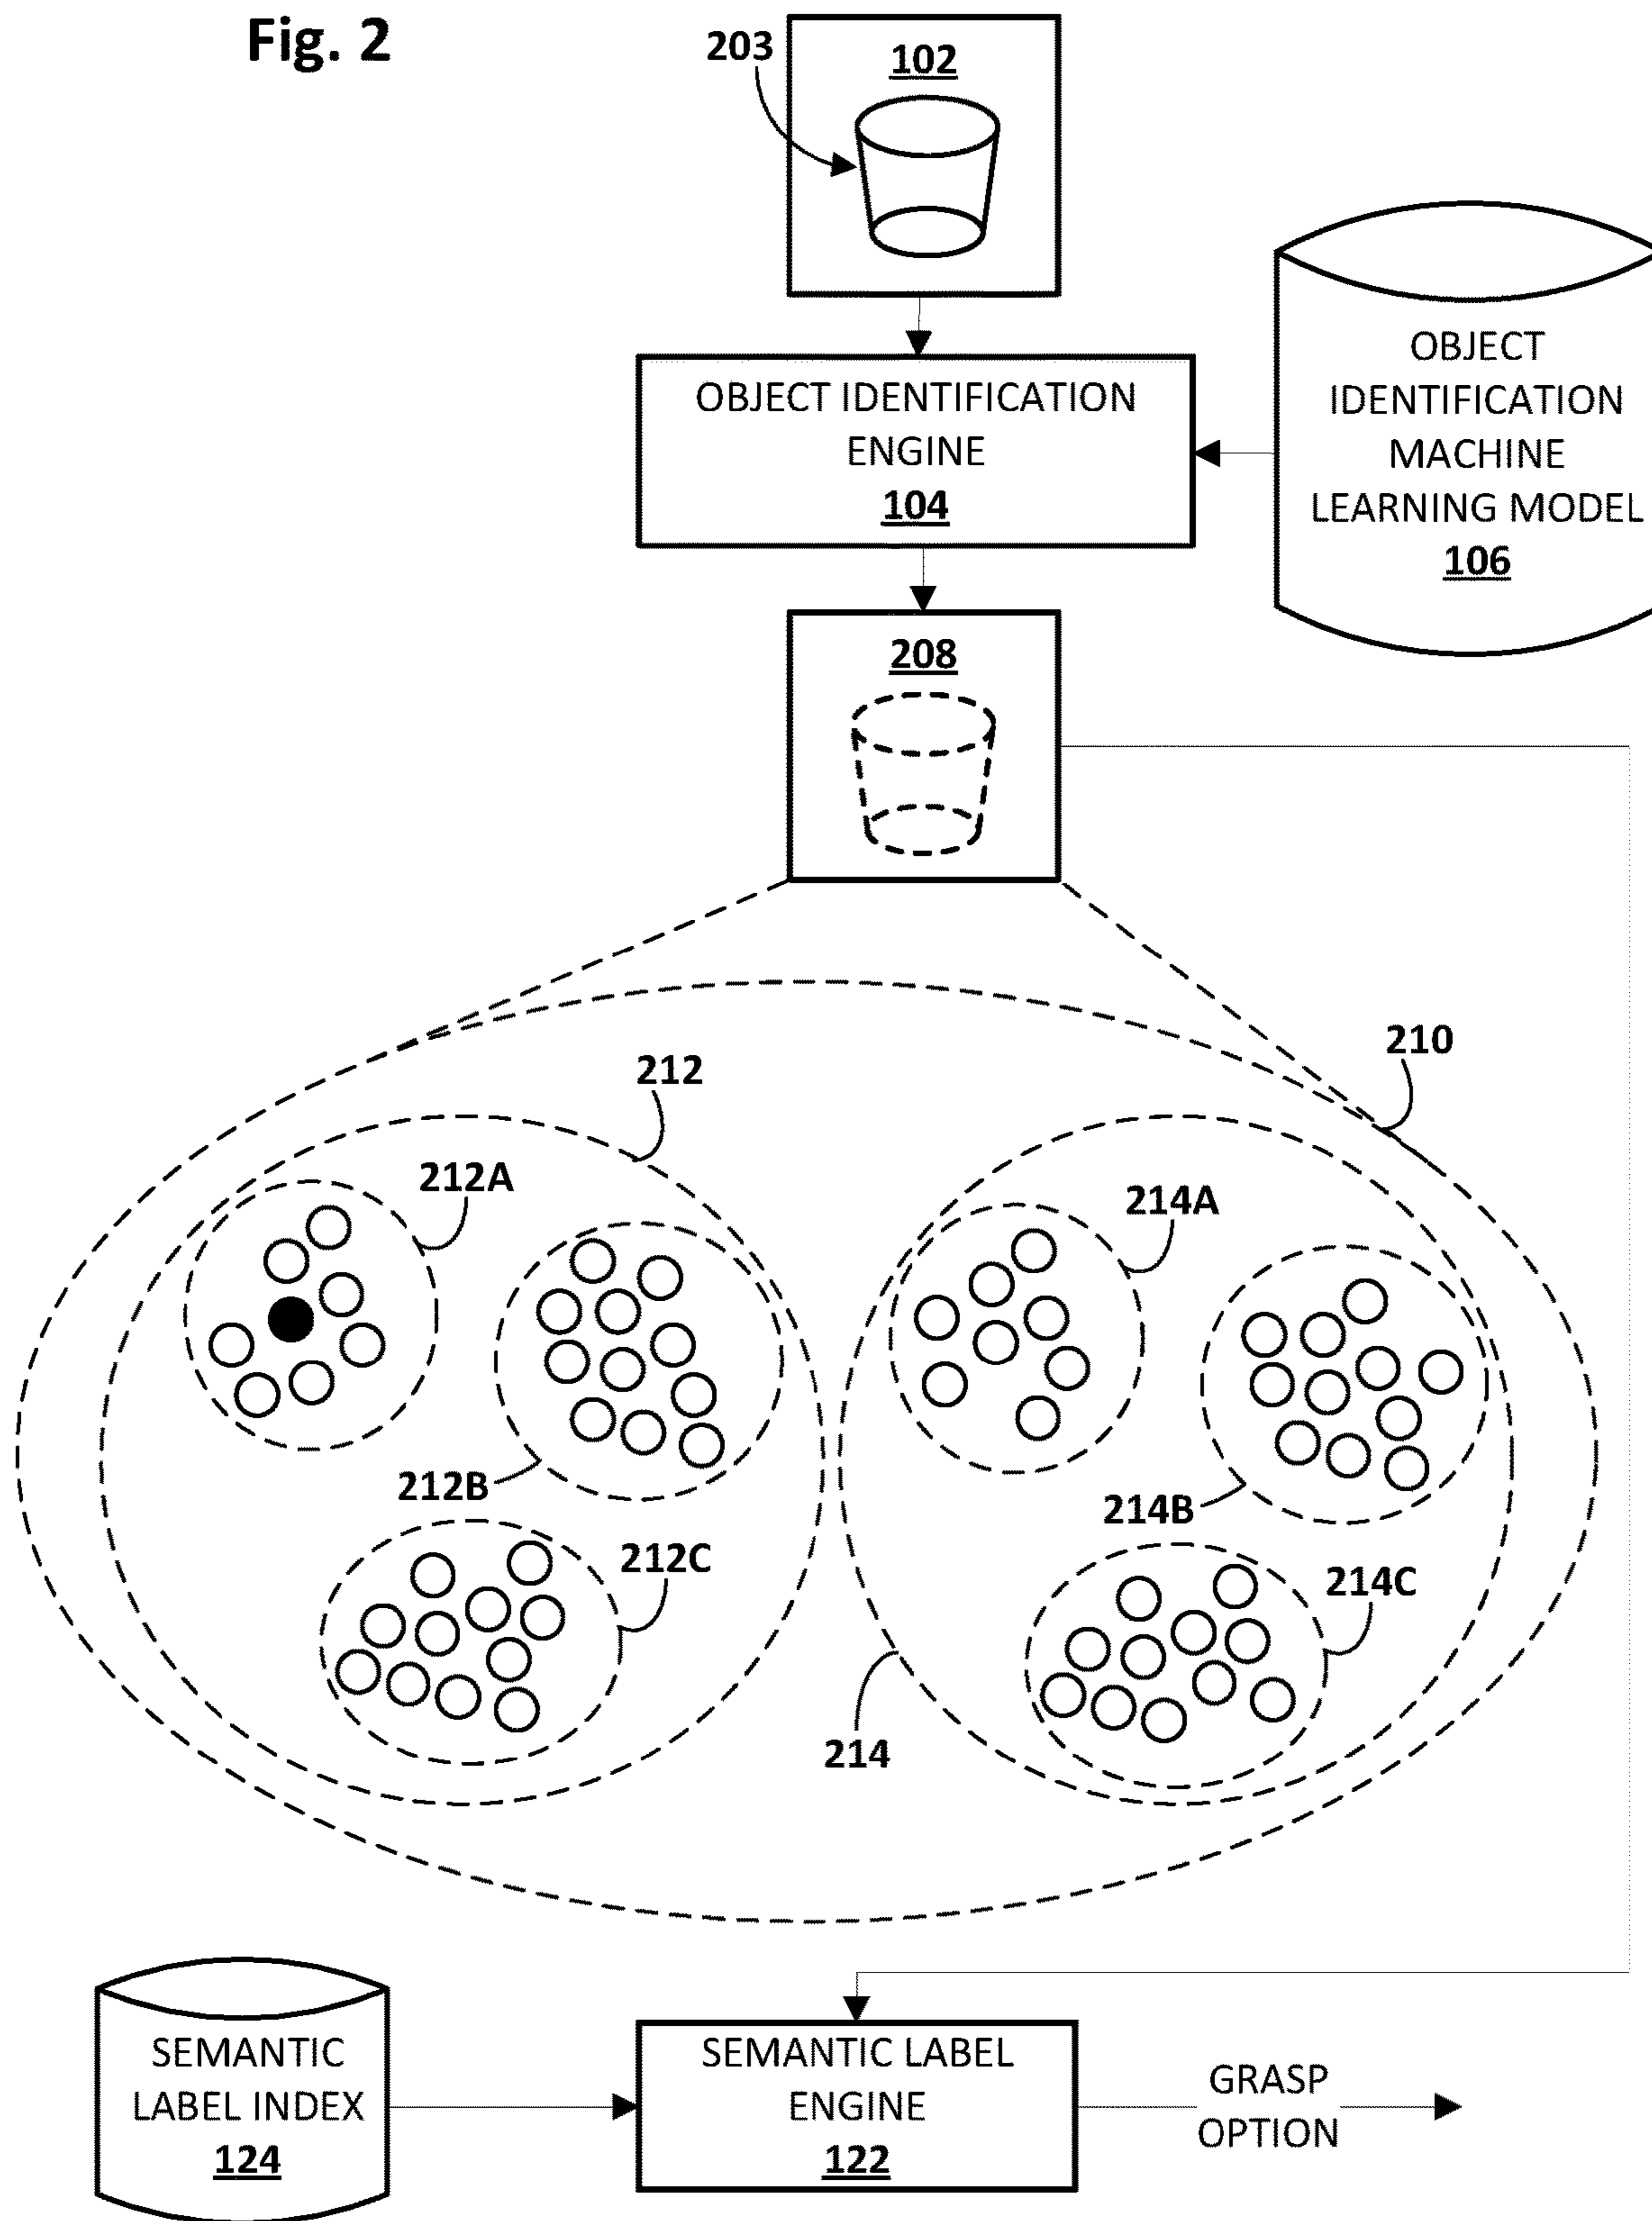 Fig. 2
203
102
OBJECT IDENTIFICATION
ENGINE
104
OBJECT
IDENTIFICATION
MACHINE
LEARNING MODEL
106
208
210
212
212A
214A
212B
214B
212C
214C
214
SEMANTIC
LABEL INDEX
124
SEMANTIC LABEL
ENGINE
122
GRASP
OPTION